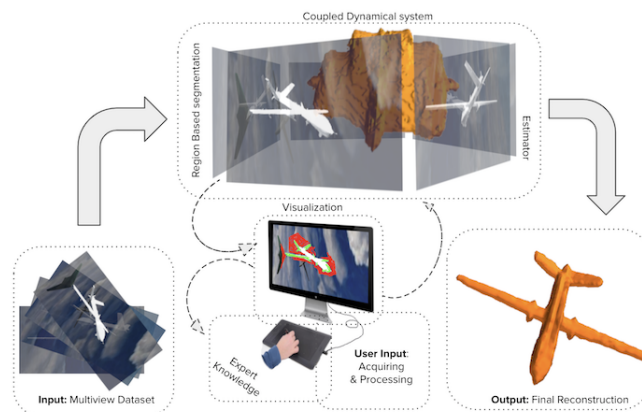 Coupled Dynamical system
Region Based segmentation
Estimator
Visualization
Expert
Knowledge
User Input:
Acquiring
& Processing
Input: Multiview Dataset
Output: Final Reconstruction